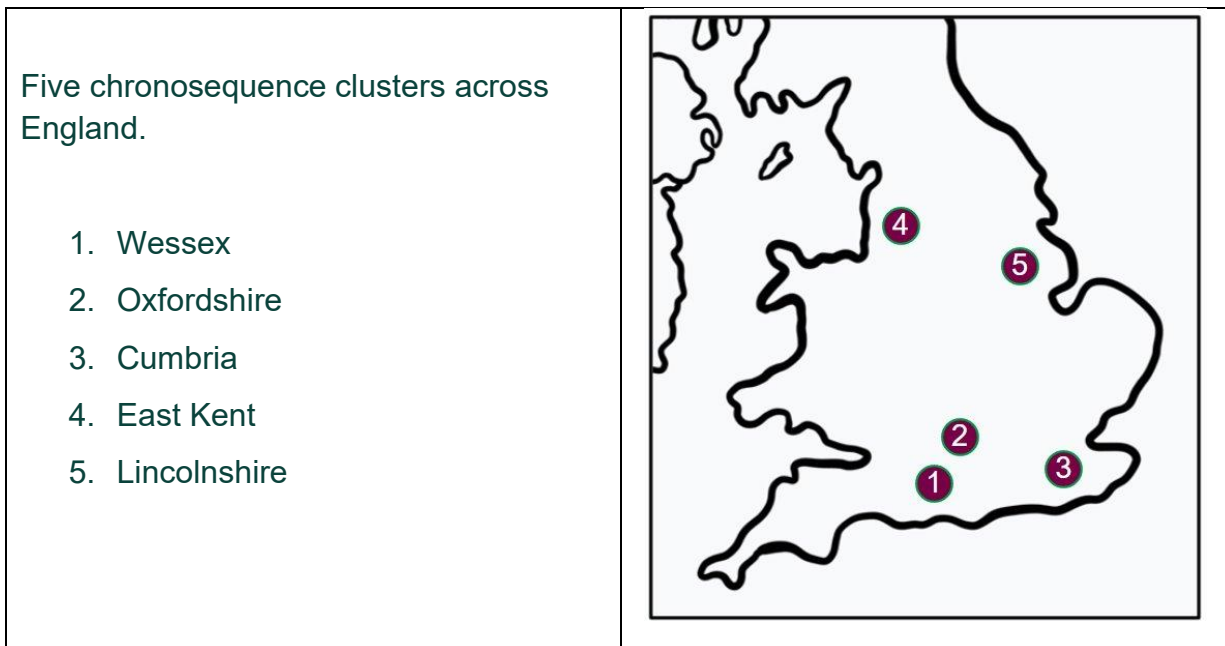 Five chronosequence clusters across
England.
1. Wessex
2. Oxfordshire
3. Cumbria
4. East Kent
5. Lincolnshire
4
5
2
3
1